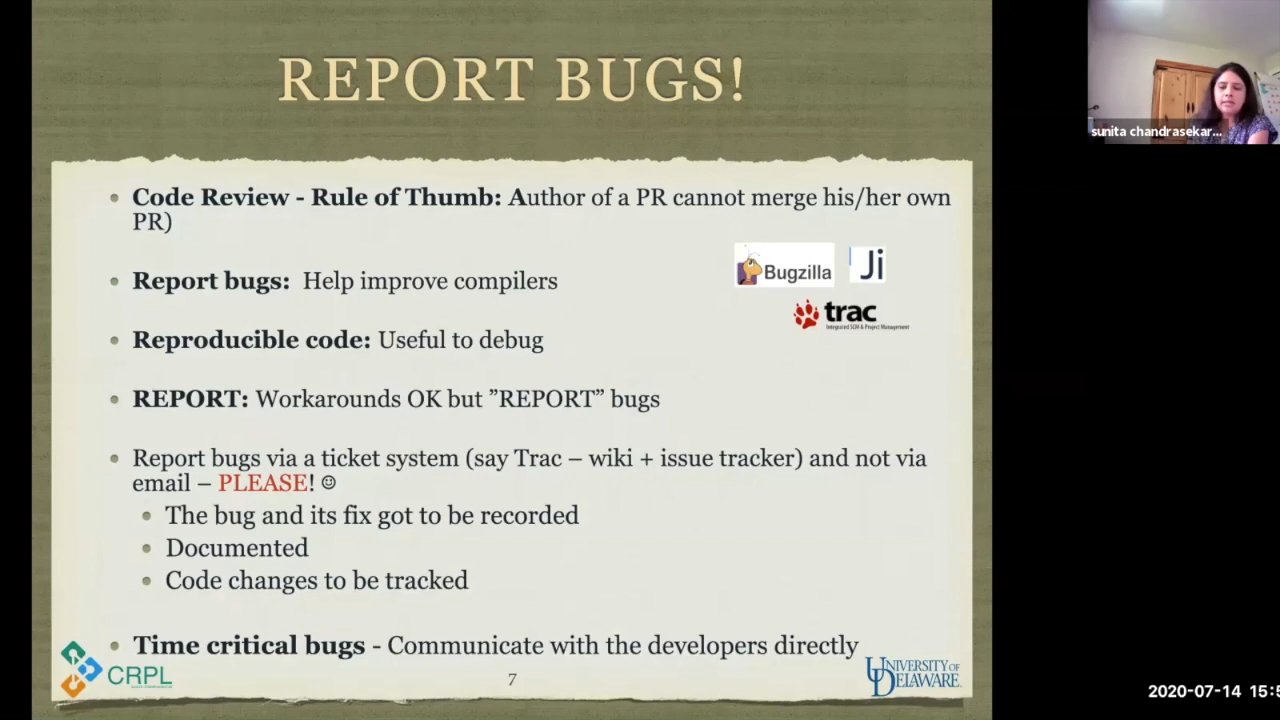 REPORT BUGS!
sunita chandrasekar...
Code Review - Rule of Thumb: Author of a PR cannot merge his/her own
PR)
Bugzilla
Ji
Report bugs: Help improve compilers
trac
Integrated SCM & Project Management
Reproducible code: Useful to debug
REPORT: Workarounds OK but ”REPORT” bugs
Report bugs via a ticket system (say Trac – wiki + issue tracker) and not via
email – PLEASE! ☺
The bug and its fix got to be recorded
Documented
Code changes to be tracked
Time critical bugs - Communicate with the developers directly
CRPL
7
UNIVERSITY OF
DELAWARE.
2020-07-14 15:5